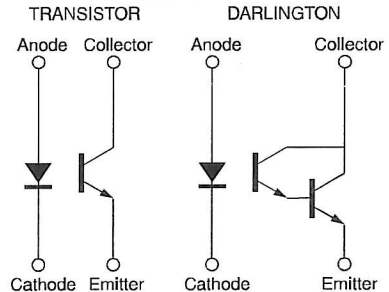 TRANSISTOR DARLINGTON
Anode Collector Anode Collector
Cathode Emitter Cathode Emitter